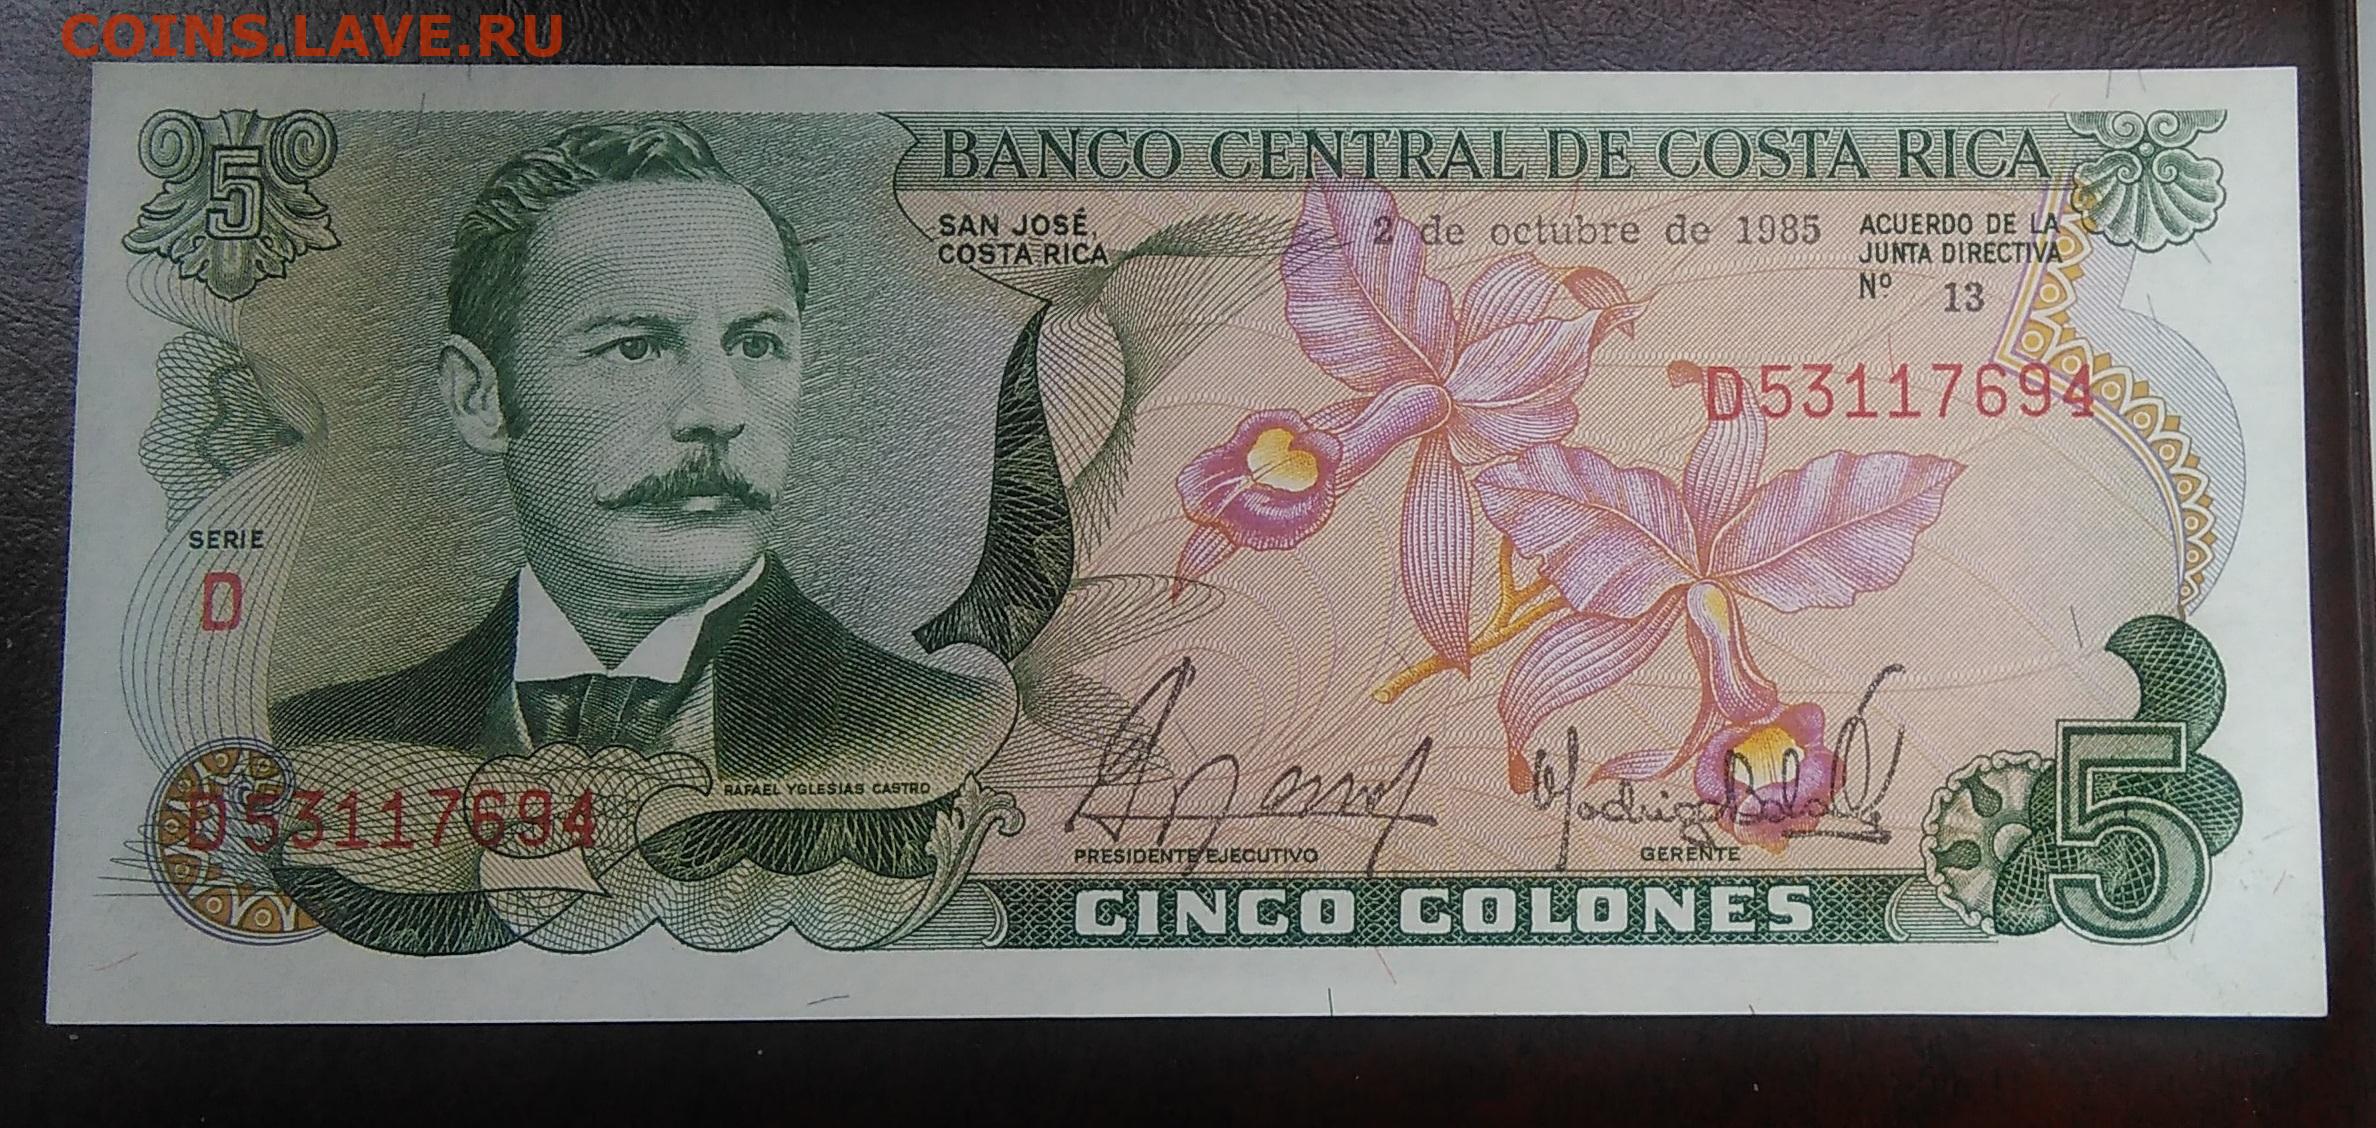 COINS.LAVE.RU
5
BANCO CENTRAL DE COSTA RICA
SAN JOSÉ,
COSTA RICA
2 de octubre de 1985
ACUERDO DE LA
JUNTA DIRECTIVA
Nº 13
D53117694
SERIE
D
RAFAEL YGLESIAS CASTRO
D53117694
PRESIDENTE EJECUTIVO
GERENTE
CINCO COLONES
5